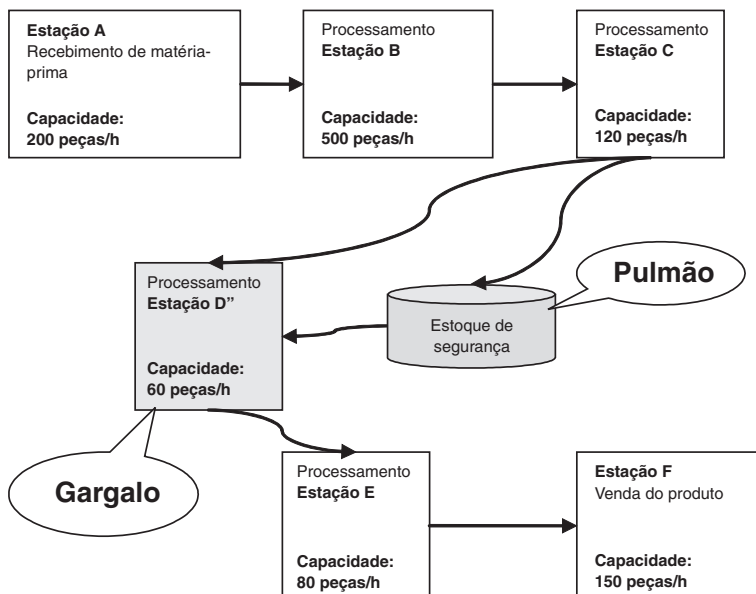 Estação A
Recebimento de matéria-
prima
Capacidade:
200 peças/h
Processamento
Estação B
Capacidade:
500 peças/h
Processamento
Estação C
Capacidade:
120 peças/h
Processamento
Estação D”
Capacidade:
60 peças/h
Estoque de
segurança
Pulmão
Gargalo
Processamento
Estação E
Capacidade:
80 peças/h
Estação F
Venda do produto
Capacidade:
150 peças/h